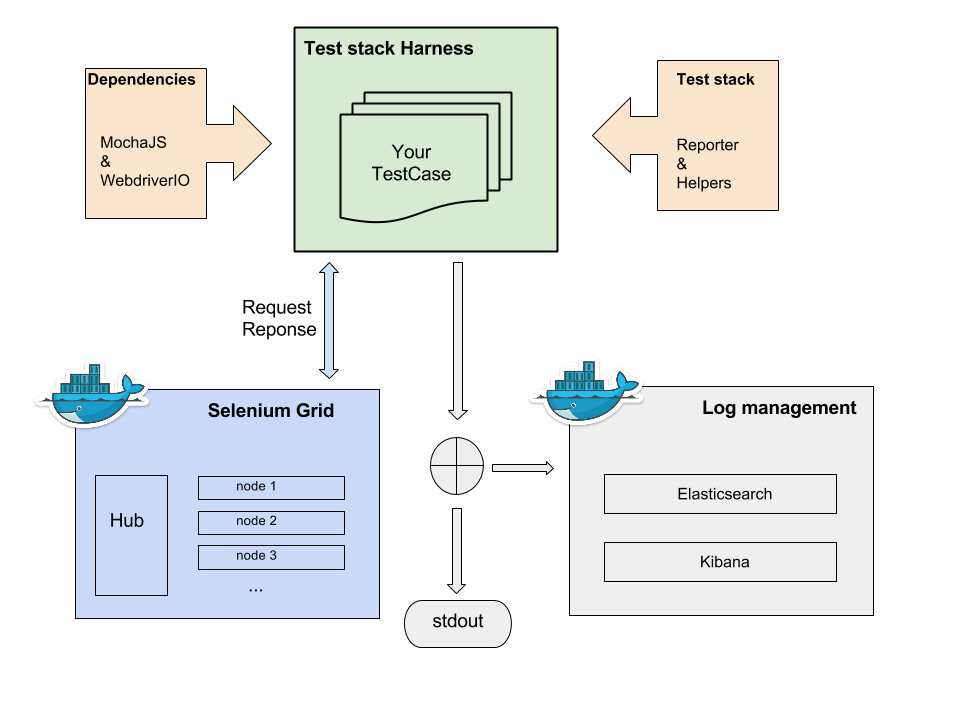 Test stack Harness
Dependencies
MochaJS
&
WebdriverIO
Your
TestCase
Test stack
Reporter
&
Helpers
Request
Reponse
Selenium Grid
Hub
node 1
node 2
node 3
...
Log management
Elasticsearch
Kibana
stdout